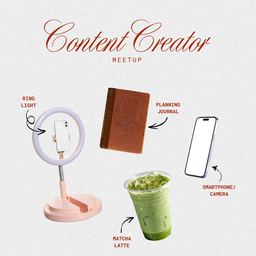 Content Creator
MEETUP
RING
LIGHT
PLANNING
JOURNAL
SMARTPHONE/
CAMERA
MATCHA
LATTE